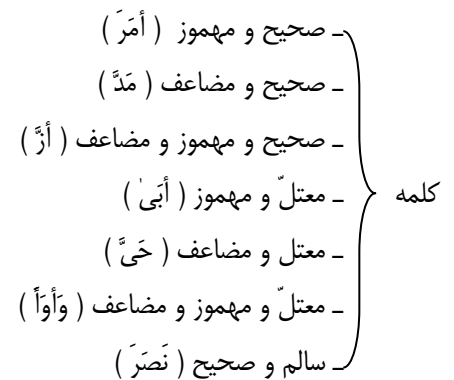 ـ صحیح و مهموز ( أمَرَ )
ـ صحیح و مضاعف ( مَدَّ )
ـ صحیح و مهموز و مضاعف ( أزَّ )
کلمه
ـ معتلّ و مهموز ( أبَیٰ )
ـ معتل و مضاعف ( حَیَّ )
ـ معتلّ و مهموز و مضاعف ( وَأوَأَ )
ـ سالم و صحیح ( نَصَرَ )